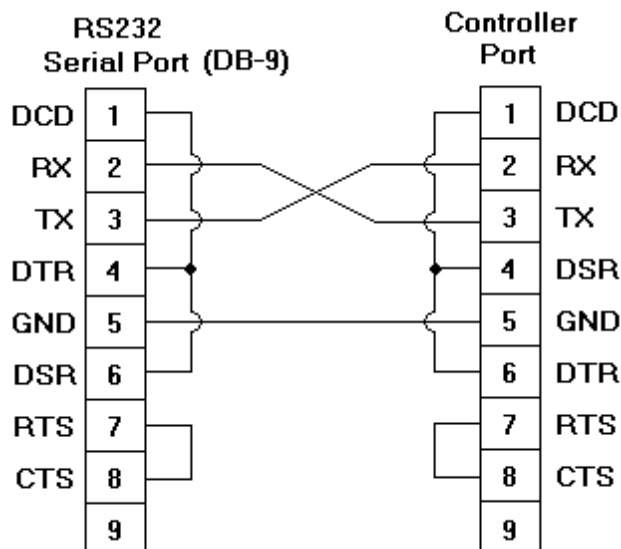 RS232
Serial Port (DB-9)
Controller
Port
DCD 1 1 DCD
RX 2 2 RX
TX 3 3 TX
DTR 4 4 DSR
GND 5 5 GND
DSR 6 6 DTR
RTS 7 7 RTS
CTS 8 8 CTS
9 9